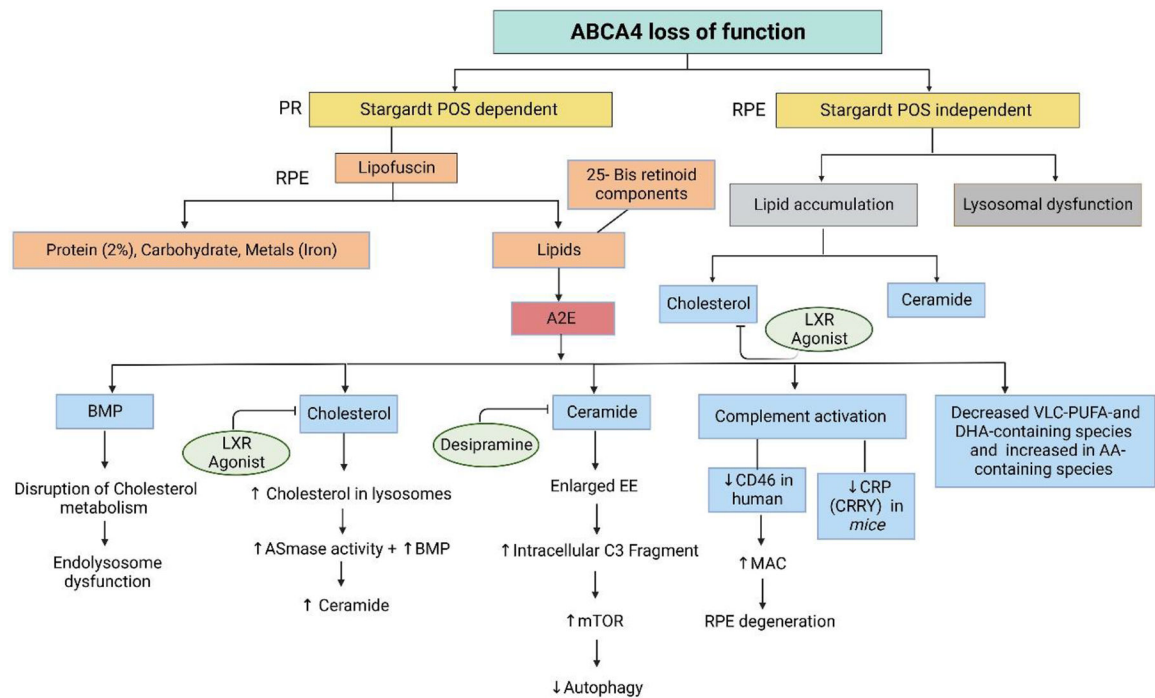 ABCA4 loss of function
PR
Stargardt POS dependent
RPE
Stargardt POS independent
Lipofuscin
RPE
25- Bis retinoid
components
Lipid accumulation
Lysosomal dysfunction
Protein (2%), Carbohydrate, Metals (Iron)
Lipids
Cholesterol
Ceramide
A2E
LXR
Agonist
BMP
Cholesterol
Ceramide
Complement activation
Decreased VLC-PUFA-and
DHA-containing species
and increased in AA-
containing species
LXR
Agonist
Desipramine
Disruption of Cholesterol
metabolism
↑ Cholesterol in lysosomes
Enlarged EE
↓CD46 in
human
↓CRP
(CRRY) in
mice
Endolysosome
dysfunction
↑ASmase activity + ↑BMP
↑Intracellular C3 Fragment
↑MAC
↑ Ceramide
↑mTOR
RPE degeneration
↓Autophagy